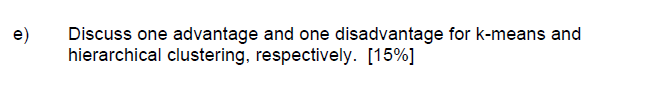 e) Discuss one advantage and one disadvantage for k-means and
hierarchical clustering, respectively. [15%]